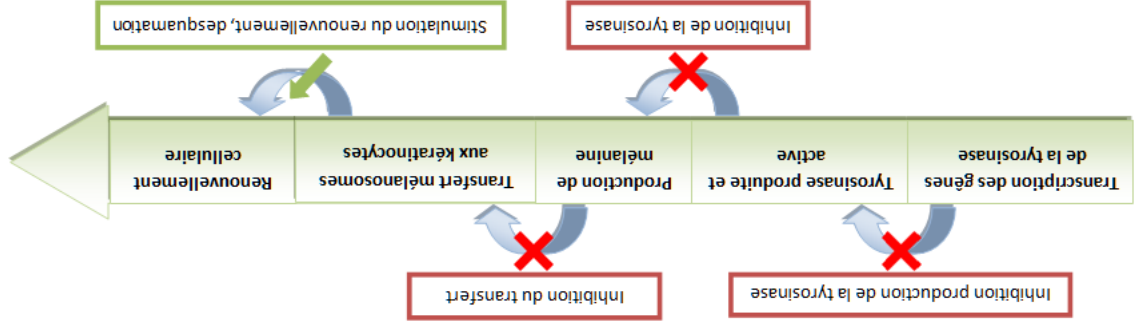 Inhibition production de la tyrosinase
Inhibition du transfert
Transcription des gênes
de la tyrosinase
Tyrosinase produite et
active
Production de
mélanine
Transfert mélanosomes
aux kératinocytes
Renouvellement
cellulaire
Inhibition de la tyrosinase
Stimulation du renouvellement, desquamation